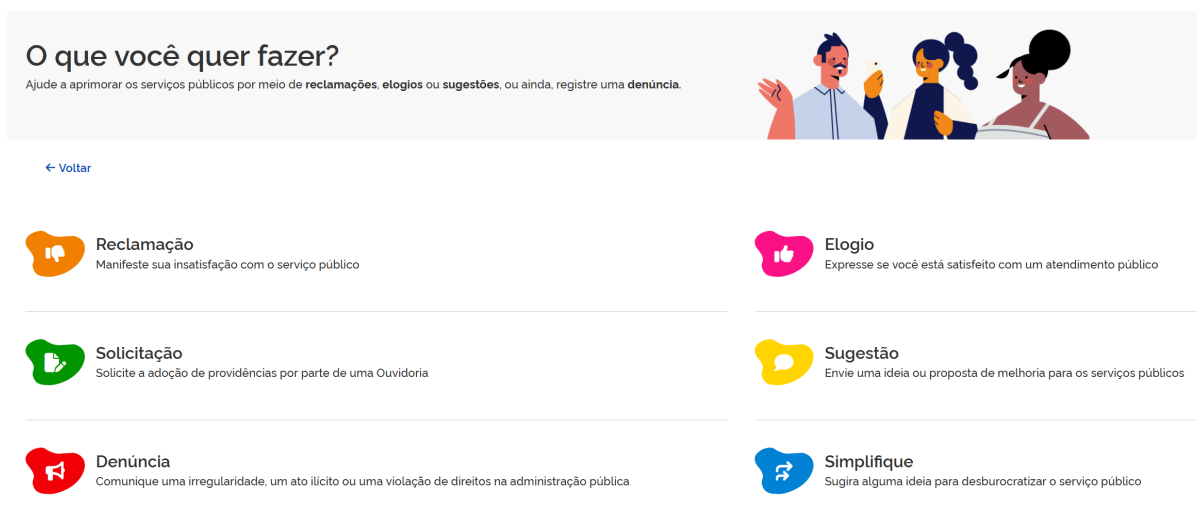 O que você quer fazer?
Ajude a aprimorar os serviços públicos por meio de reclamações, elogios ou sugestões, ou ainda, registre uma denúncia.
← Voltar
Reclamação
Manifeste sua insatisfação com o serviço público
Elogio
Expresse se você está satisfeito com um atendimento público
Solicitação
Solicite a adoção de providências por parte de uma Ouvidoria
Sugestão
Envie uma ideia ou proposta de melhoria para os serviços públicos
Denúncia
Comunique uma irregularidade, um ato ilícito ou uma violação de direitos na administração pública
Simplifique
Sugira alguma ideia para desburocratizar o serviço público